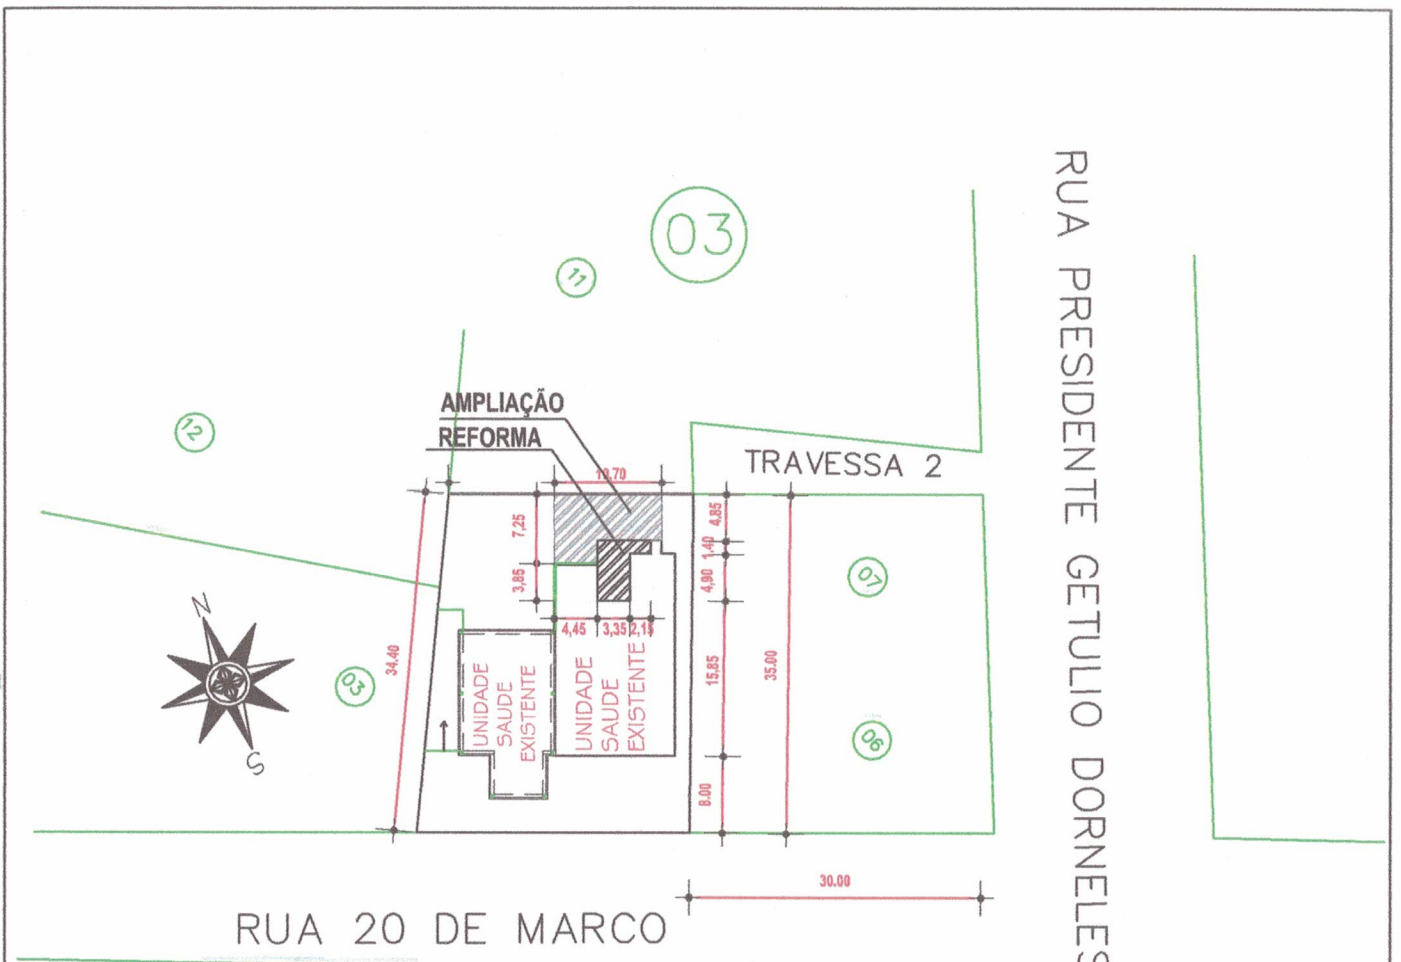 03
11
12
AMPLIAÇÃO
REFORMA
TRAVESSA 2
7,25
4,85
1,40
3,85
4,90
07
4,45
3,35
2,15
N
S
03
34.40
UNIDADE
SAUDE
EXISTENTE
UNIDADE
SAUDE
EXISTENTE
15,85
35.00
06
8.00
30.00
RUA 20 DE MARCO
RUA PRESIDENTE GETULIO DORNELES